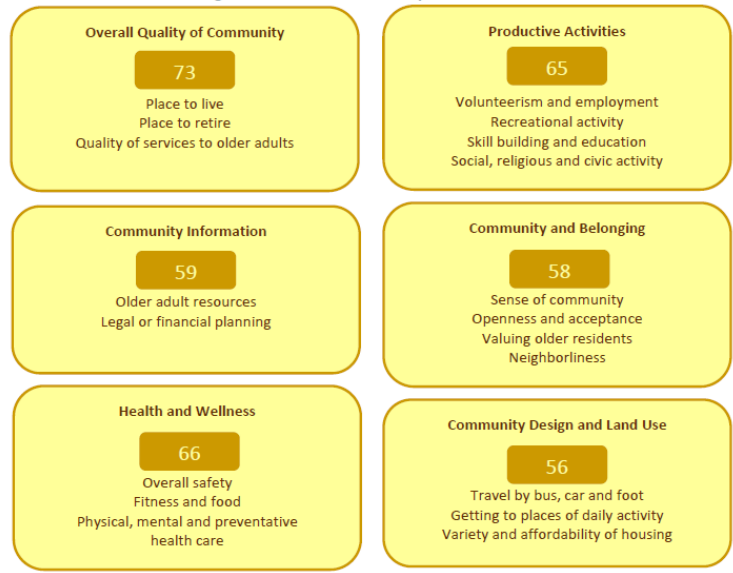 Overall Quality of Community
73
Place to live
Place to retire
Quality of services to older adults
Productive Activities
65
Volunteerism and employment
Recreational activity
Skill building and education
Social, religious and civic activity
Community Information
59
Older adult resources
Legal or financial planning
Community and Belonging
58
Sense of community
Openness and acceptance
Valuing older residents
Neighborliness
Health and Wellness
66
Overall safety
Fitness and food
Physical, mental and preventative
health care
Community Design and Land Use
56
Travel by bus, car and foot
Getting to places of daily activity
Variety and affordability of housing